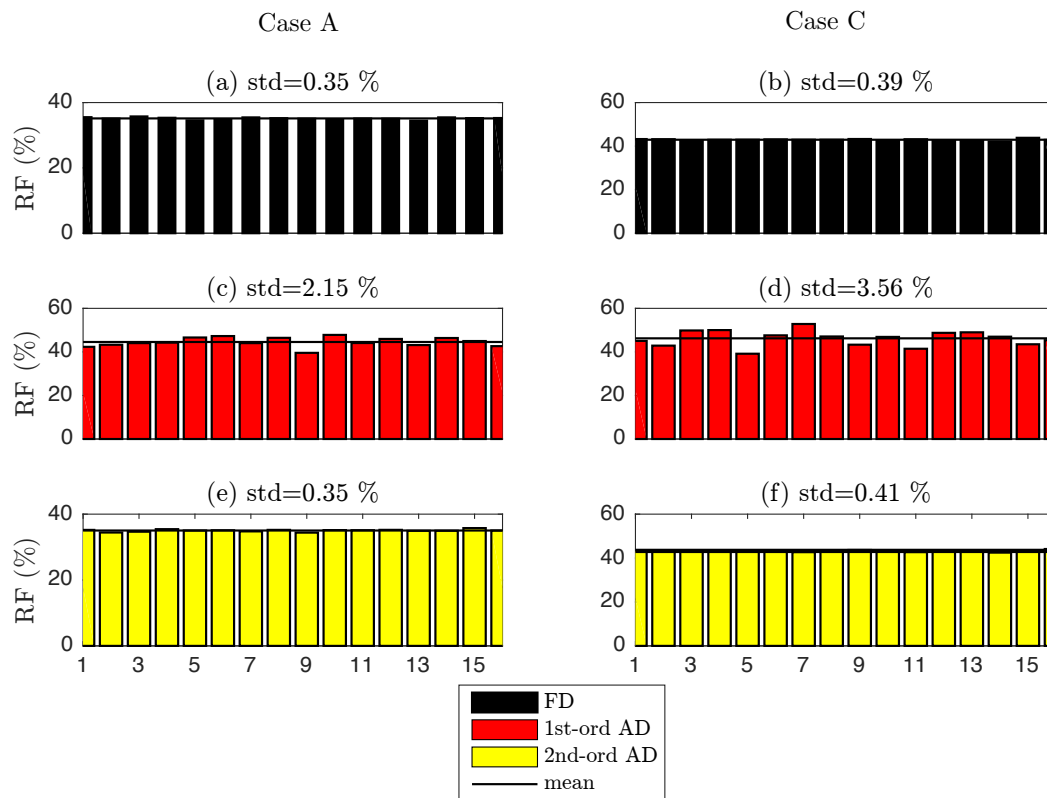 Case A
Case C
(a) std=0.35 %
(b) std=0.39 %
RF (%)
40
20
0
60
40
20
0
(c) std=2.15 %
(d) std=3.56 %
RF (%)
60
40
20
0
60
40
20
0
(e) std=0.35 %
(f) std=0.41 %
RF (%)
40
20
0
60
40
20
0
1 3 5 7 9 11 13 15
1 3 5 7 9 11 13 15
FD
1st-ord AD
2nd-ord AD
mean